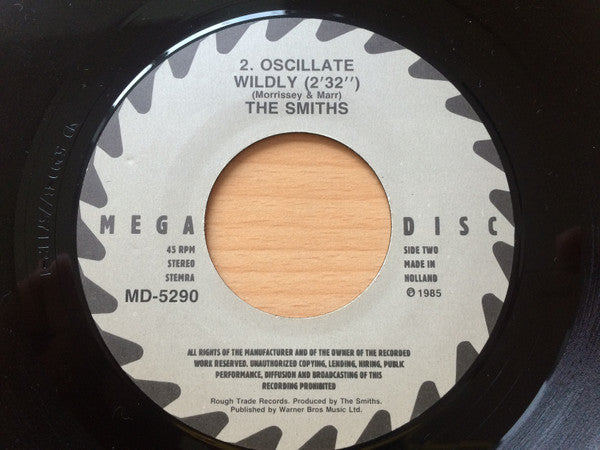 2. OSCILLATE
WILDLY (2'32'')
(Morrissey & Marr)
THE SMITHS
MEGA DISC
45 RPM
STEREO
STEMRA
MD-5290
SIDE TWO
MADE IN
HOLLAND
℗ 1985
ALL RIGHTS OF THE MANUFACTURER AND OF THE OWNER OF THE RECORDED
WORK RESERVED. UNAUTHORIZED COPYING, LENDING, HIRING, PUBLIC
PERFORMANCE, DIFFUSION AND BROADCASTING OF THIS
RECORDING PROHIBITED
Rough Trade Records. Produced by The Smiths.
Published by Warner Bros Music Ltd.